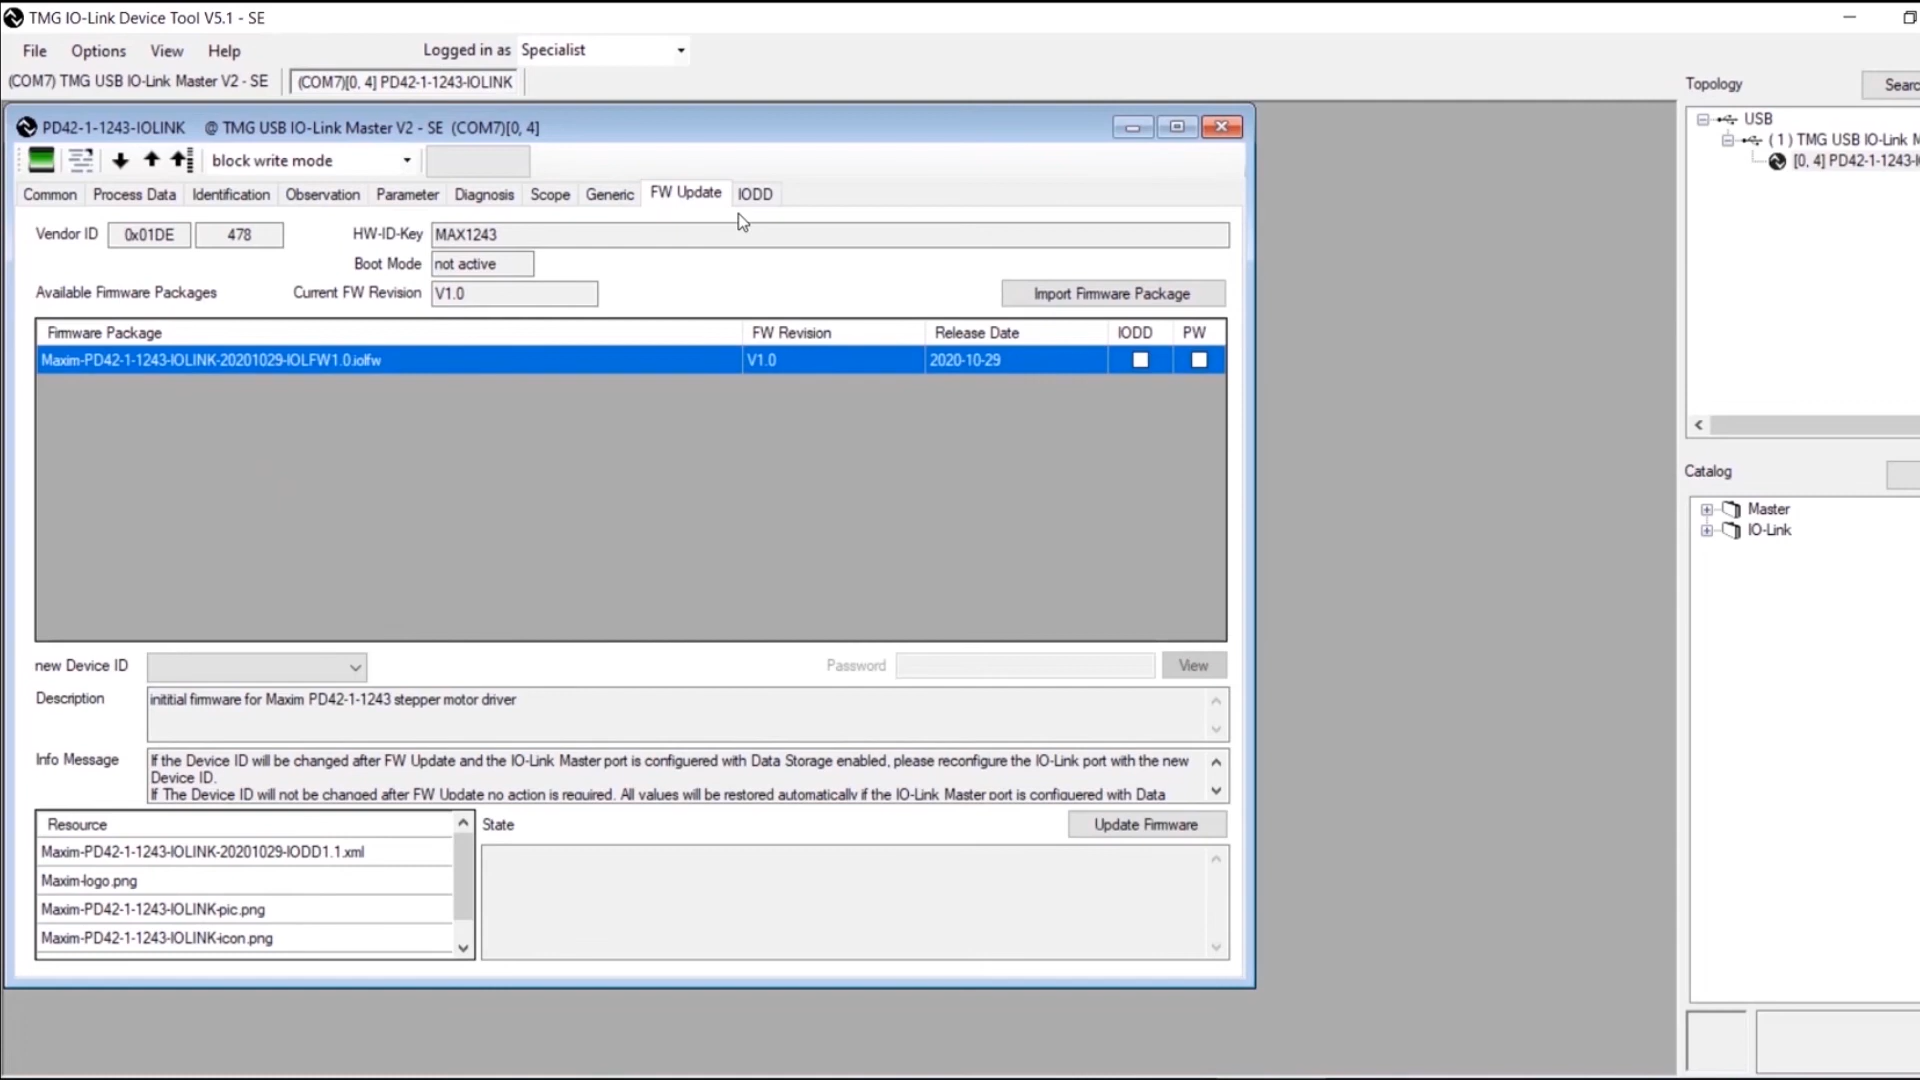 TMG IO-Link Device Tool V5.1 - SE
File Options View Help Logged in as Specialist
(COM7) TMG USB IO-Link Master V2 - SE (COM7)[0, 4] PD42-1-1243-IOLINK
Topology
USB
( 1 ) TMG USB IO-Link
[0, 4] PD42-1-1243-
PD42-1-1243-IOLINK @ TMG USB IO-Link Master V2 - SE (COM7)[0, 4]
block write mode
Common Process Data Identification Observation Parameter Diagnosis Scope Generic FW Update IODD
Vendor ID 0x01DE 478 HW-ID-Key MAX1243
Boot Mode not active
Available Firmware Packages Current FW Revision V1.0 Import Firmware Package
Firmware Package FW Revision Release Date IODD PW
Maxim-PD42-1-1243-IOLINK-20201029-IOLFW1.0.iolfw V1.0 2020-10-29
Catalog
Master
IO-Link
new Device ID Password View
Description inititial firmware for Maxim PD42-1-1243 stepper motor driver
Info Message If the Device ID will be changed after FW Update and the IO-Link Master port is configuered with Data Storage enabled, please reconfigure the IO-Link port with the new
Device ID.
If The Device ID will not be changed after FW Update no action is required. All values will be restored automatically if the IO-Link Master port is configuered with Data
Resource State Update Firmware
Maxim-PD42-1-1243-IOLINK-20201029-IODD1.1.xml
Maxim-logo.png
Maxim-PD42-1-1243-IOLINK-pic.png
Maxim-PD42-1-1243-IOLINK-icon.png